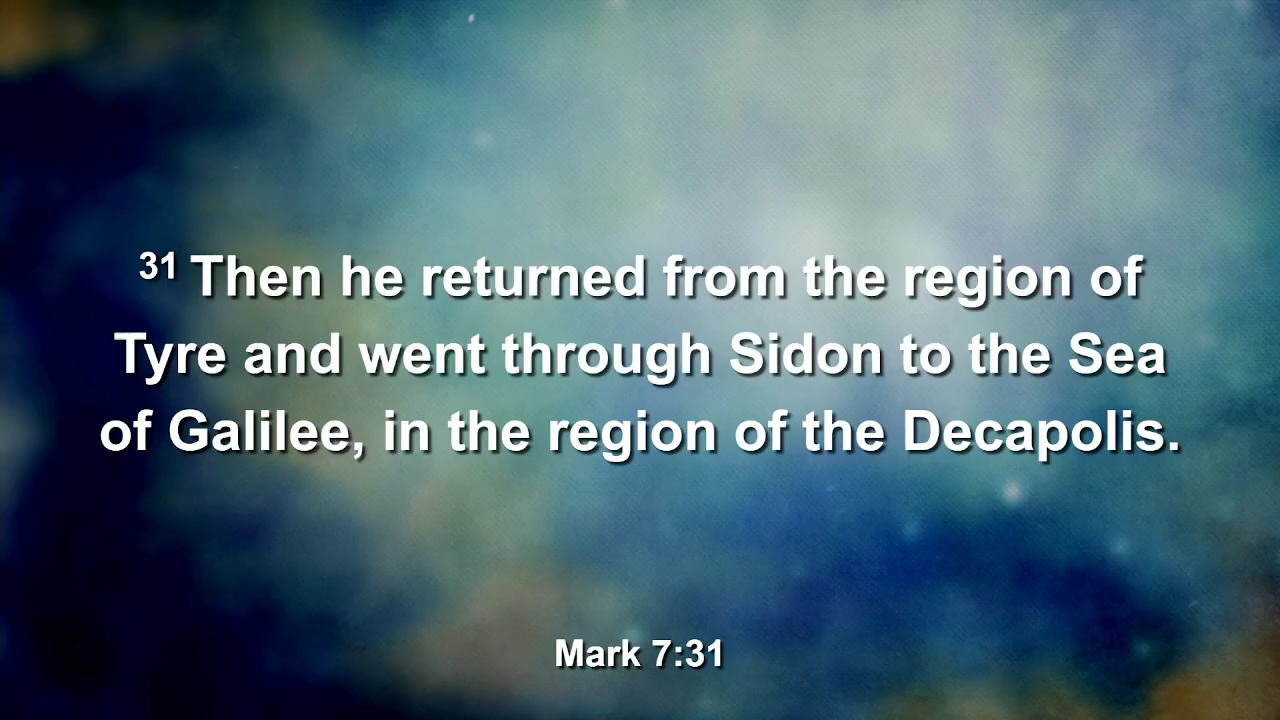 31 Then he returned from the region of
Tyre and went through Sidon to the Sea
of Galilee, in the region of the Decapolis.
Mark 7:31